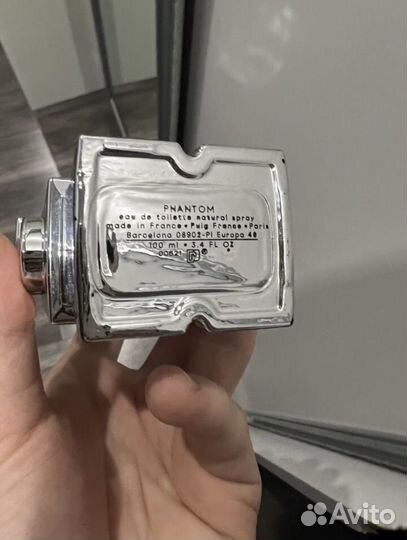 PHANTOM
eau de toilette natural spray
made in France • Puig France • Paris
Barcelona 08902-Pl Europa 46
100 ml • 3.4 FL OZ
00621 ®
Avito